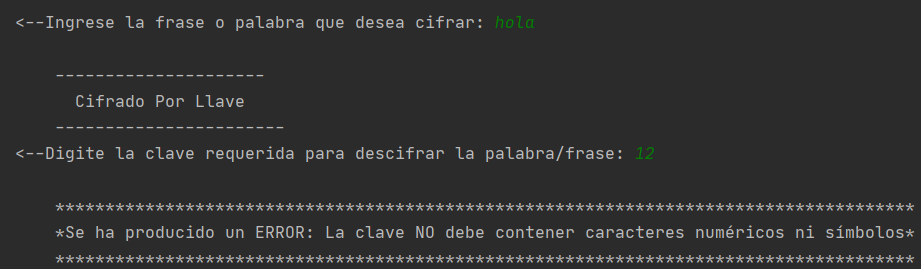 <--Ingrese la frase o palabra que desea cifrar: hola
---------------------
Cifrado Por Llave
-----------------------
<--Digite la clave requerida para descifrar la palabra/frase: 12
**************************************************************************************
*Se ha producido un ERROR: La clave NO debe contener caracteres numéricos ni símbolos*
**************************************************************************************